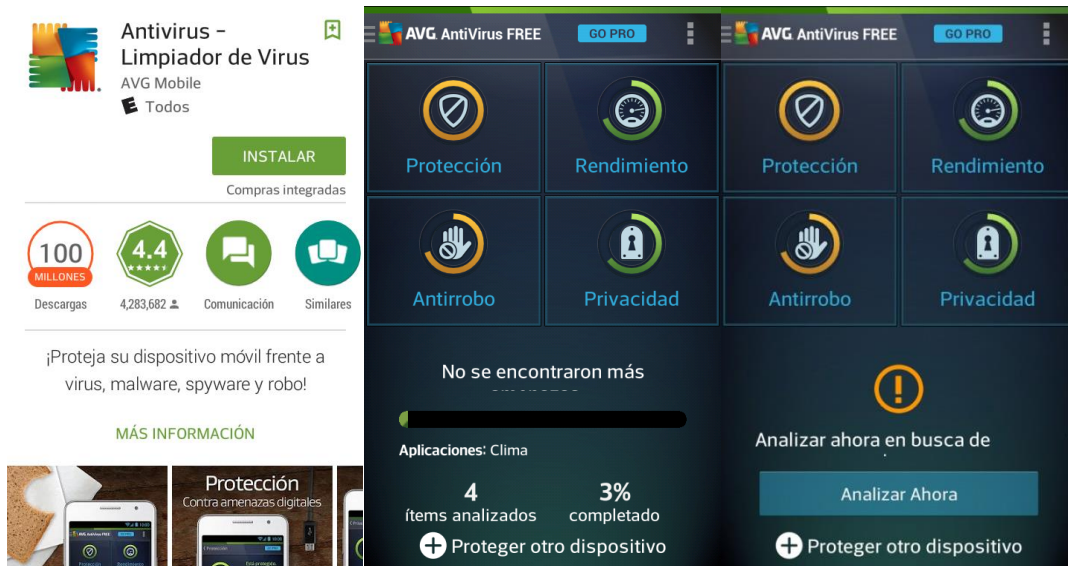 Antivirus -
Limpiador de Virus
AVG Mobile
E Todos
INSTALAR
Compras integradas
100
MILLONES
4.4
Descargas
4,283,682
Comunicación
Similares
¡Proteja su dispositivo móvil frente a
virus, malware, spyware y robo!
MÁS INFORMACIÓN
Protección
Contra amenazas digitales
AVG AntiVirus FREE
GO PRO
Protección
Rendimiento
Antirrobo
Privacidad
No se encontraron más
Aplicaciones: Clima
4
3%
ítems analizados
completado
Proteger otro dispositivo
AVG AntiVirus FREE
GO PRO
Protección
Rendimiento
Antirrobo
Privacidad
Analizar ahora en busca de
Analizar Ahora
Proteger otro dispositivo